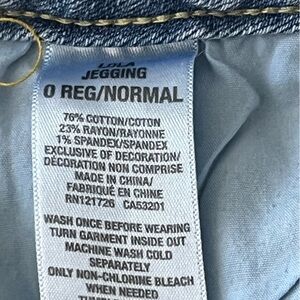 LOLA
JEGGING
0 REG/NORMAL
76% COTTON/COTON
23% RAYON/RAYONNE
1% SPANDEX/SPANDEX
EXCLUSIVE OF DECORATION/
DÉCORATION NON COMPRISE
MADE IN CHINA/
FABRIQUÉ EN CHINE
RN121726 CA53201
WASH ONCE BEFORE WEARING
TURN GARMENT INSIDE OUT
MACHINE WASH COLD
SEPARATELY
ONLY NON-CHLORINE BLEACH
WHEN NEEDED